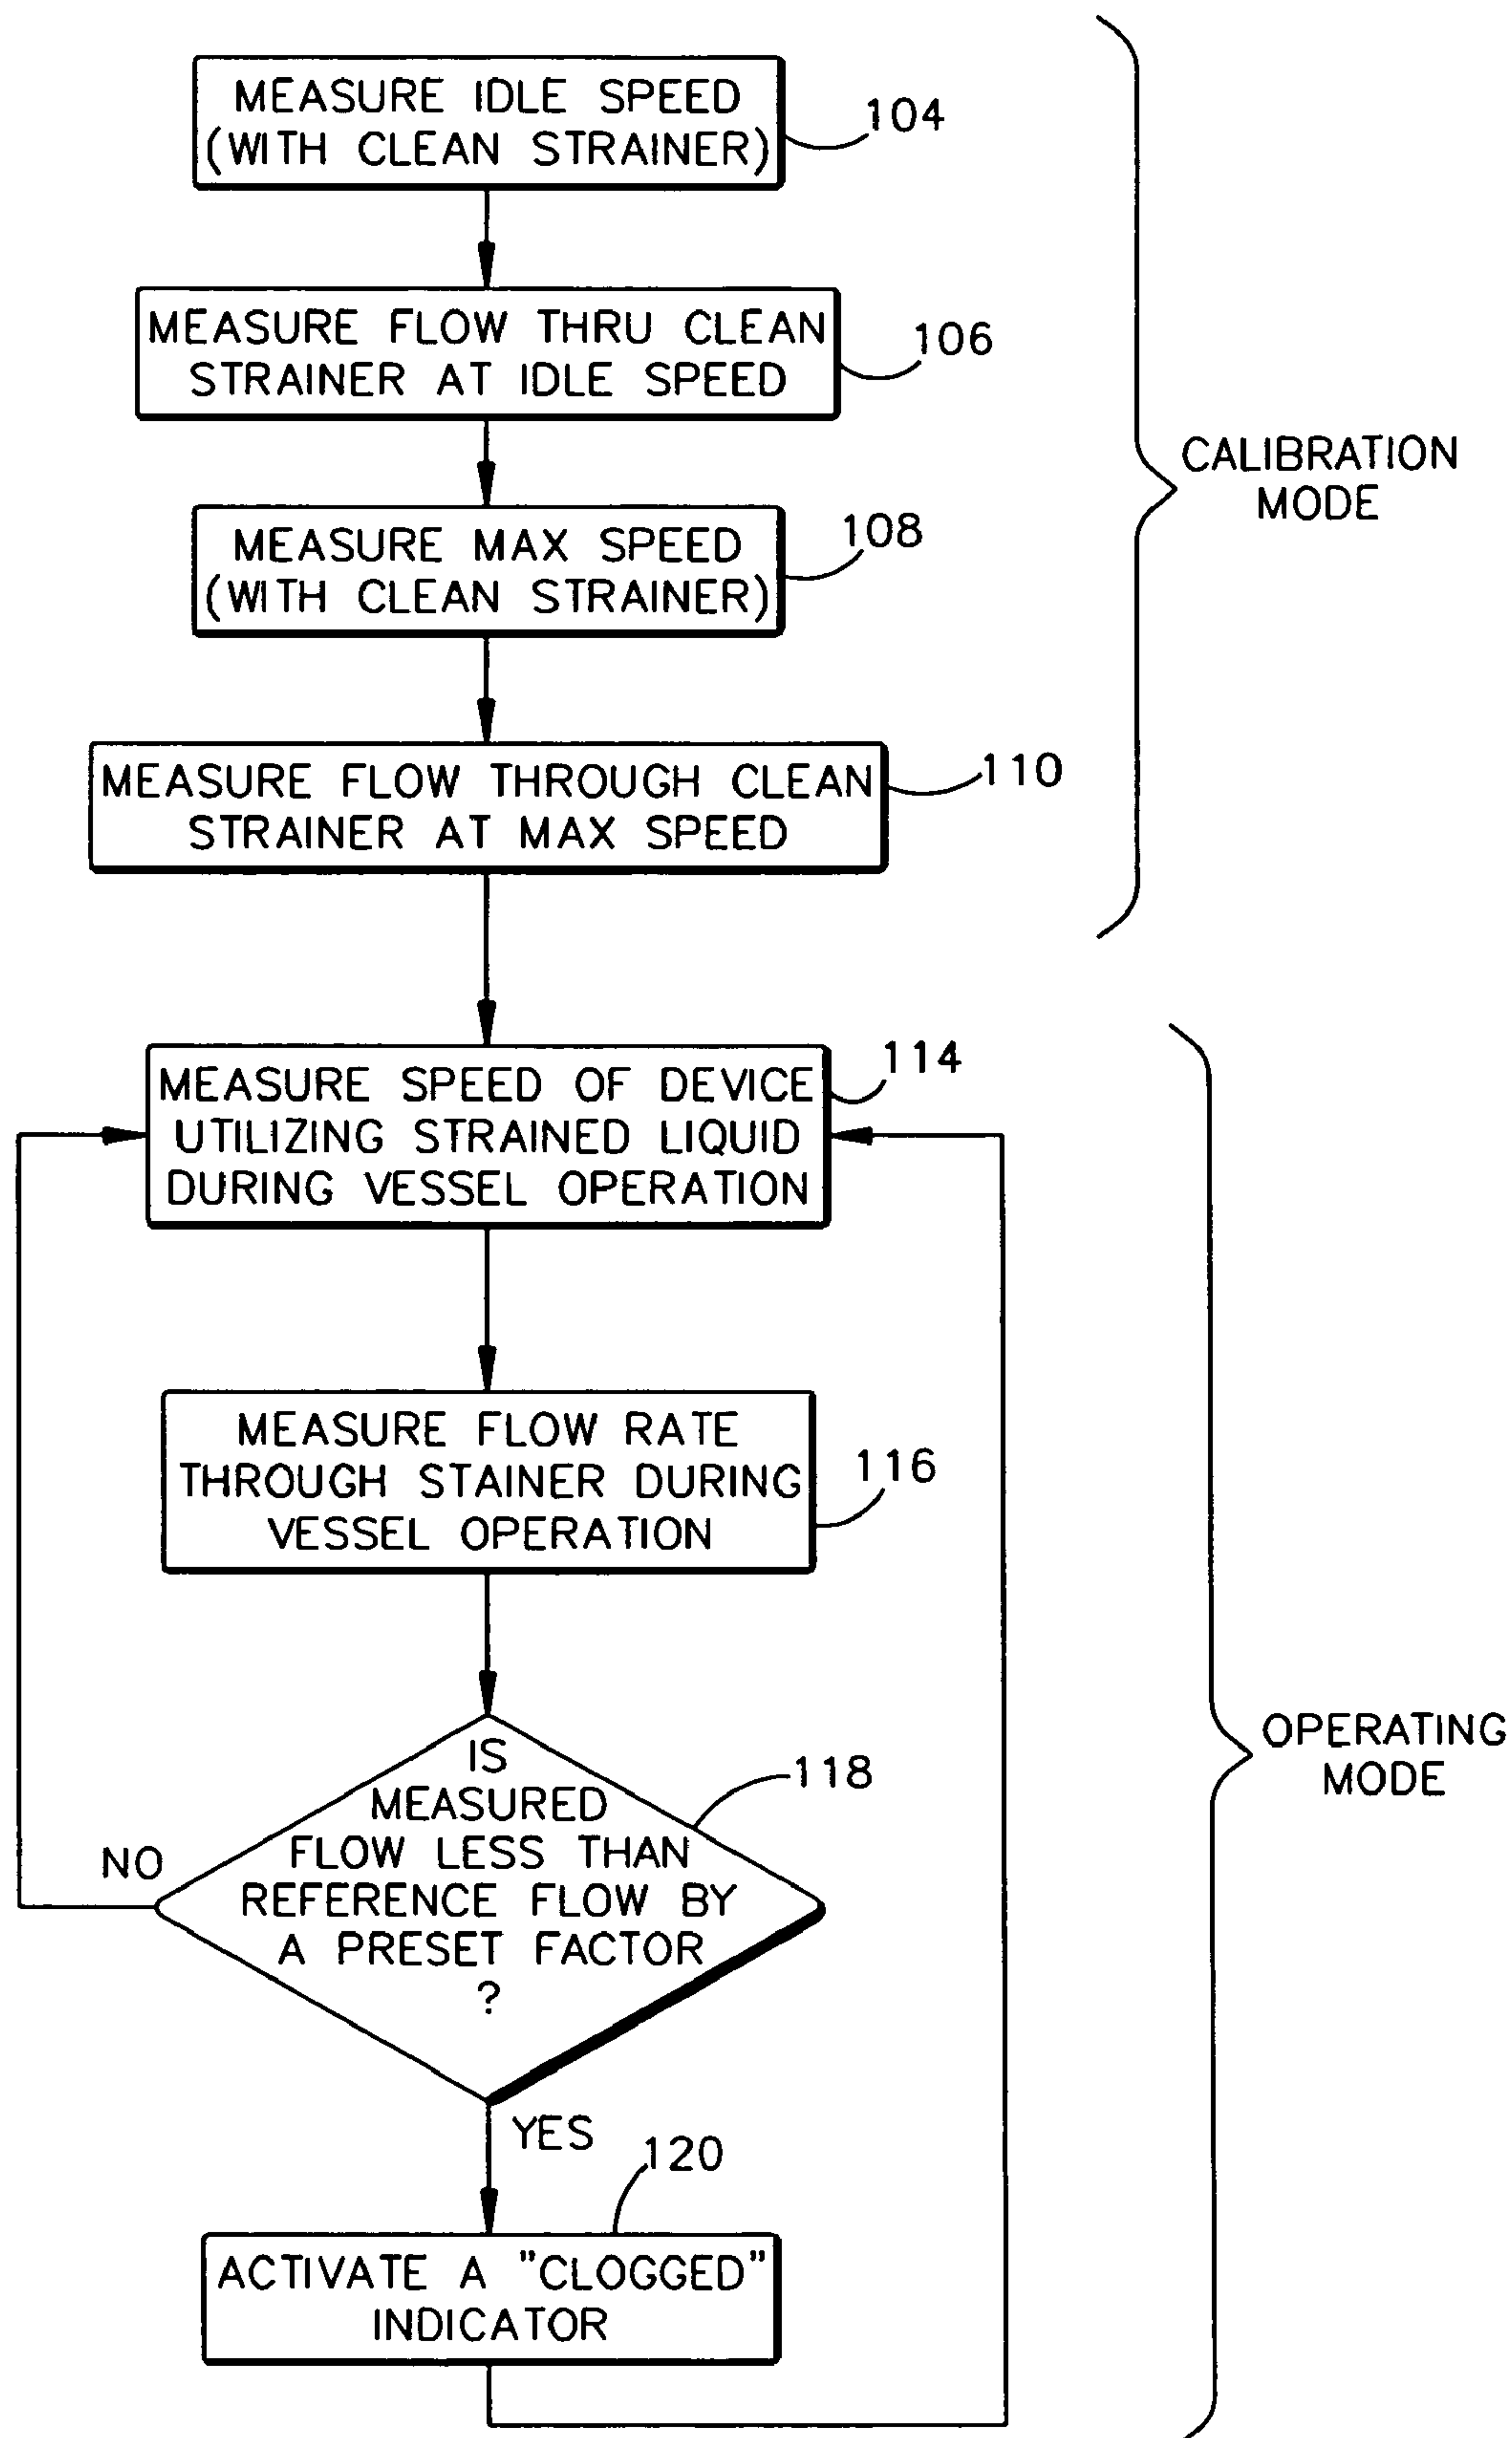 MEASURE IDLE SPEED
(WITH CLEAN STRAINER)
104
MEASURE FLOW THRU CLEAN
STRAINER AT IDLE SPEED
106
MEASURE MAX SPEED
(WITH CLEAN STRAINER)
108
MEASURE FLOW THROUGH CLEAN
STRAINER AT MAX SPEED
110
CALIBRATION
MODE
MEASURE SPEED OF DEVICE
UTILIZING STRAINED LIQUID
DURING VESSEL OPERATION
114
MEASURE FLOW RATE
THROUGH STAINER DURING
VESSEL OPERATION
116
IS
MEASURED
FLOW LESS THAN
REFERENCE FLOW BY
A PRESET FACTOR
?
118
NO
YES
OPERATING
MODE
120
ACTIVATE A "CLOGGED"
INDICATOR